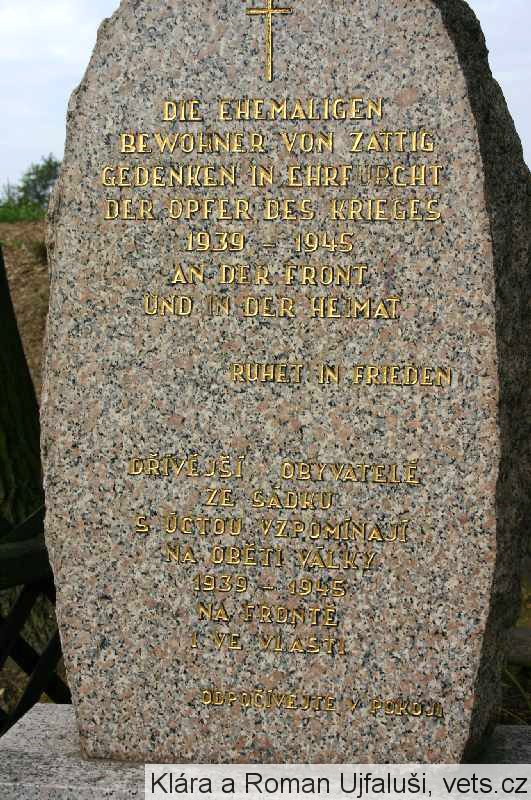 DIE EHEMALIGEN
BEWOHNER VON ZATTIG
GEDENKEN IN EHRFURCHT
DER OPFER DES KRIEGES
1939 - 1945
AN DER FRONT
UND IN DER HEIMAT
RUHET IN FRIEDEN
DŘÍVĚJŠÍ OBYVATELÉ
ZE SÁDKU
S ÚCTOU VZPOMÍNAJÍ
NA OBĚTI VÁLKY
1939 - 1945
NA FRONTĚ
I VE VLASTI
ODPOČÍVEJTE V POKOJI
Klára a Roman Ujfaluši, vets.cz